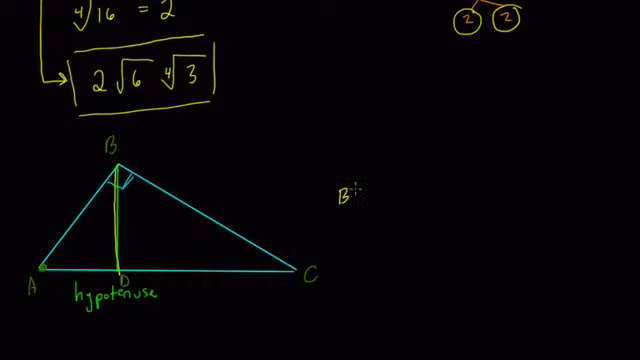 ∜16 = 2
2 2
2 √6 ∜3
B
B
A D C
hypotenuse